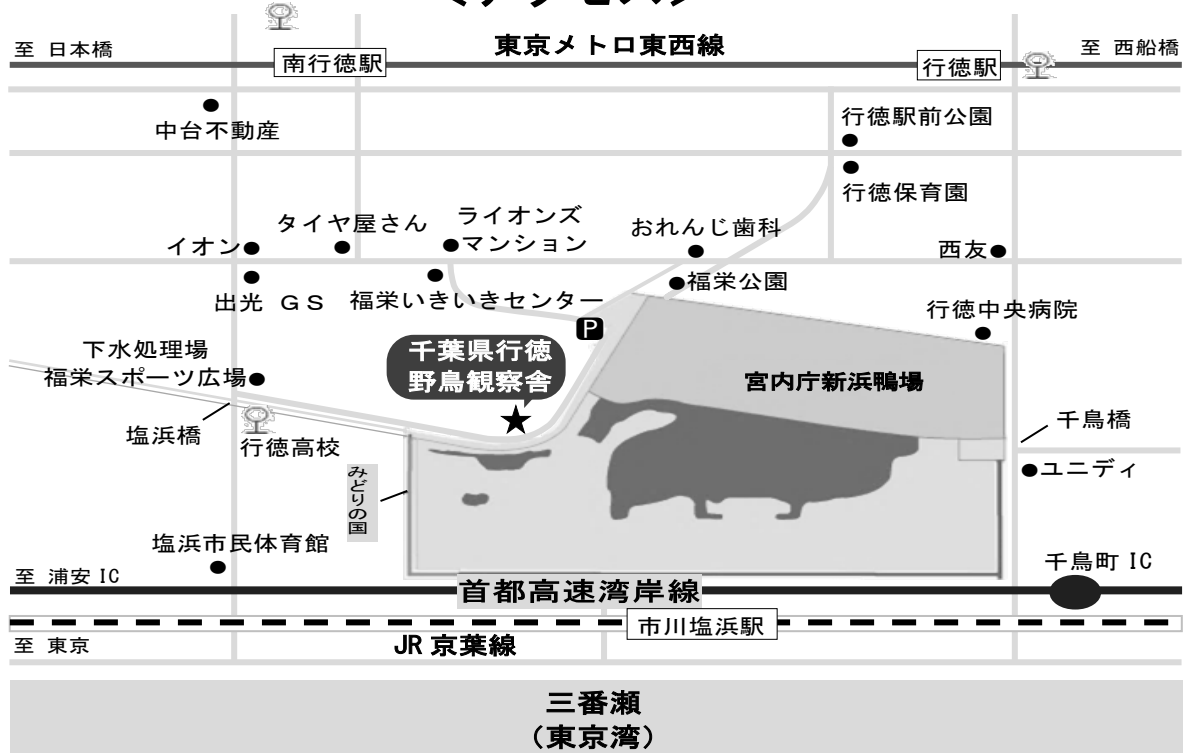 至 日本橋
東京メトロ東西線
至 西船橋
南行徳駅
行徳駅
中台不動産
行徳駅前公園
行徳保育園
イオン
タイヤ屋さん
ライオンズ
マンション
おれんじ歯科
西友
出光 GS
福栄いきいきセンター
福栄公園
P
行徳中央病院
下水処理場
福栄スポーツ広場
千葉県行徳
野鳥観察舎
宮内庁新浜鴨場
塩浜橋
行徳高校
千鳥橋
ユニディ
みどりの国
塩浜市民体育館
至 浦安 IC
首都高速湾岸線
千鳥町 IC
市川塩浜駅
至 東京
JR 京葉線
三番瀬
(東京湾)